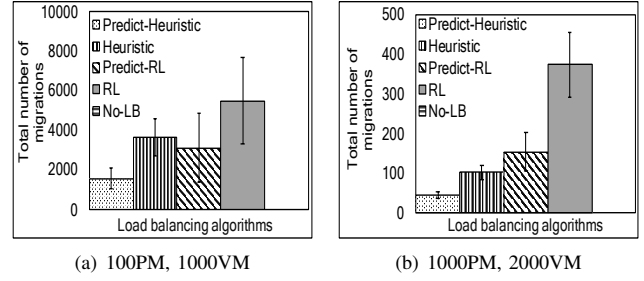 Total number of
migrations
10000
8000
6000
4000
2000
0
Predict-Heuristic
Heuristic
Predict-RL
RL
No-LB
Load balancing algorithms
(a) 100PM, 1000VM
Total number of
migrations
500
400
300
200
100
0
Predict-Heuristic
Heuristic
Predict-RL
RL
No-LB
Load balancing algorithms
(b) 1000PM, 2000VM